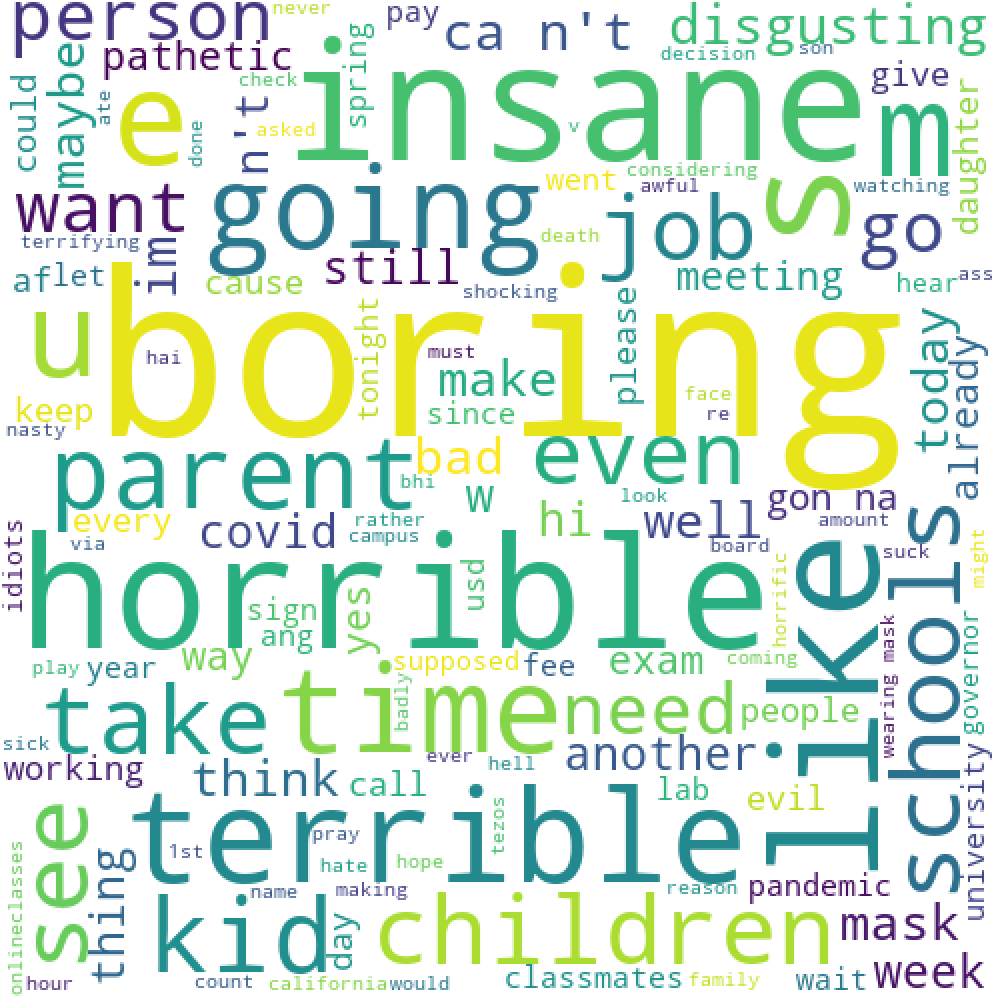 person never pay ca n't disgusting
pathetic check spring decision son give
could maybe ate e done n't asked insane v m daughter
want going went considering awful s watching
terrifying im still death job go
aflet cause shocking meeting hear ass
u boring hai tonight must please today already
keep make face
nasty since re
parent bad even
bhi w look gon na
every covid rather hi well amount
idiots via campus board suck
horrible sign yes usd horrific like schools might
ang
play year way supposed fee exam coming wearing mask governor
take time badly need people
sick ever hell another
working think call lab evil university
see terrible tezos
1st pray
hate hope
onlineclasses thing name making reason pandemic
kid day children mask
hour count california would classmates family wait week